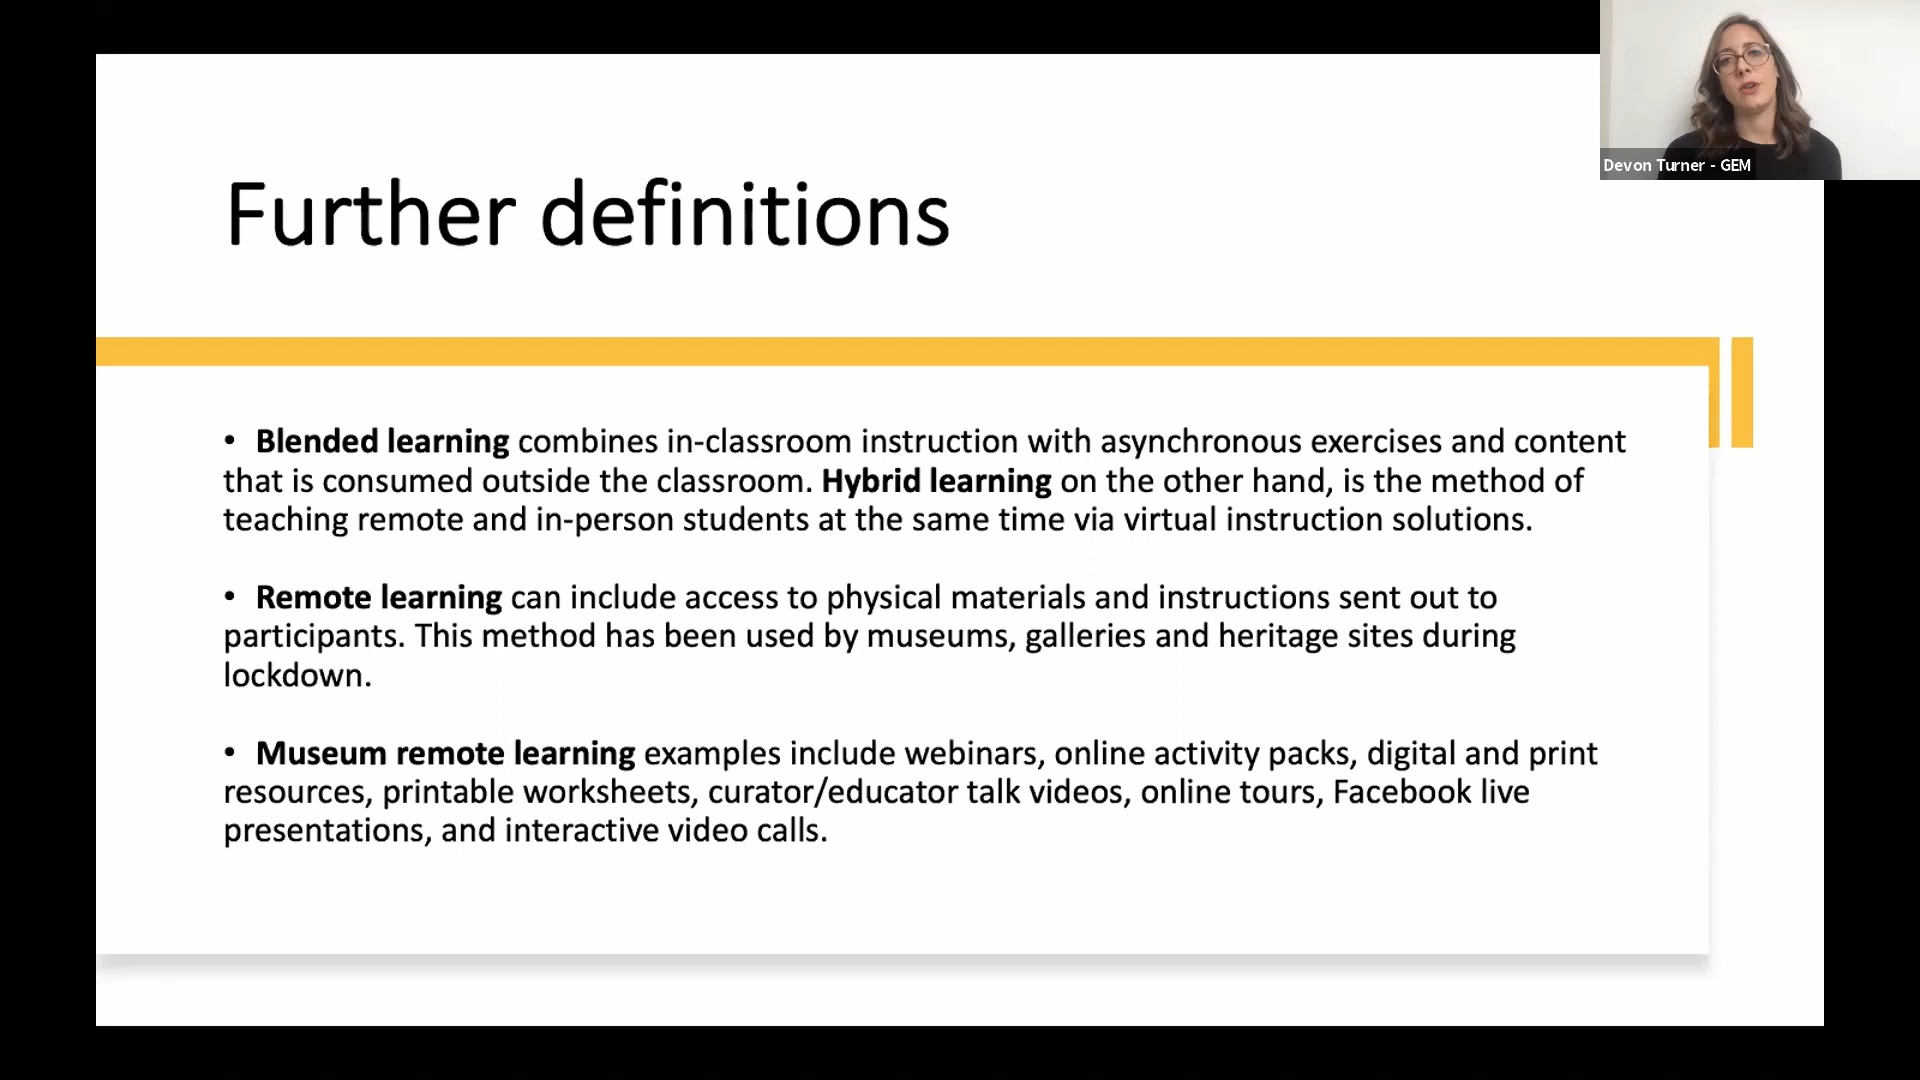 Devon Turner - GEM
Further definitions
• Blended learning combines in-classroom instruction with asynchronous exercises and content
that is consumed outside the classroom. Hybrid learning on the other hand, is the method of
teaching remote and in-person students at the same time via virtual instruction solutions.
• Remote learning can include access to physical materials and instructions sent out to
participants. This method has been used by museums, galleries and heritage sites during
lockdown.
• Museum remote learning examples include webinars, online activity packs, digital and print
resources, printable worksheets, curator/educator talk videos, online tours, Facebook live
presentations, and interactive video calls.